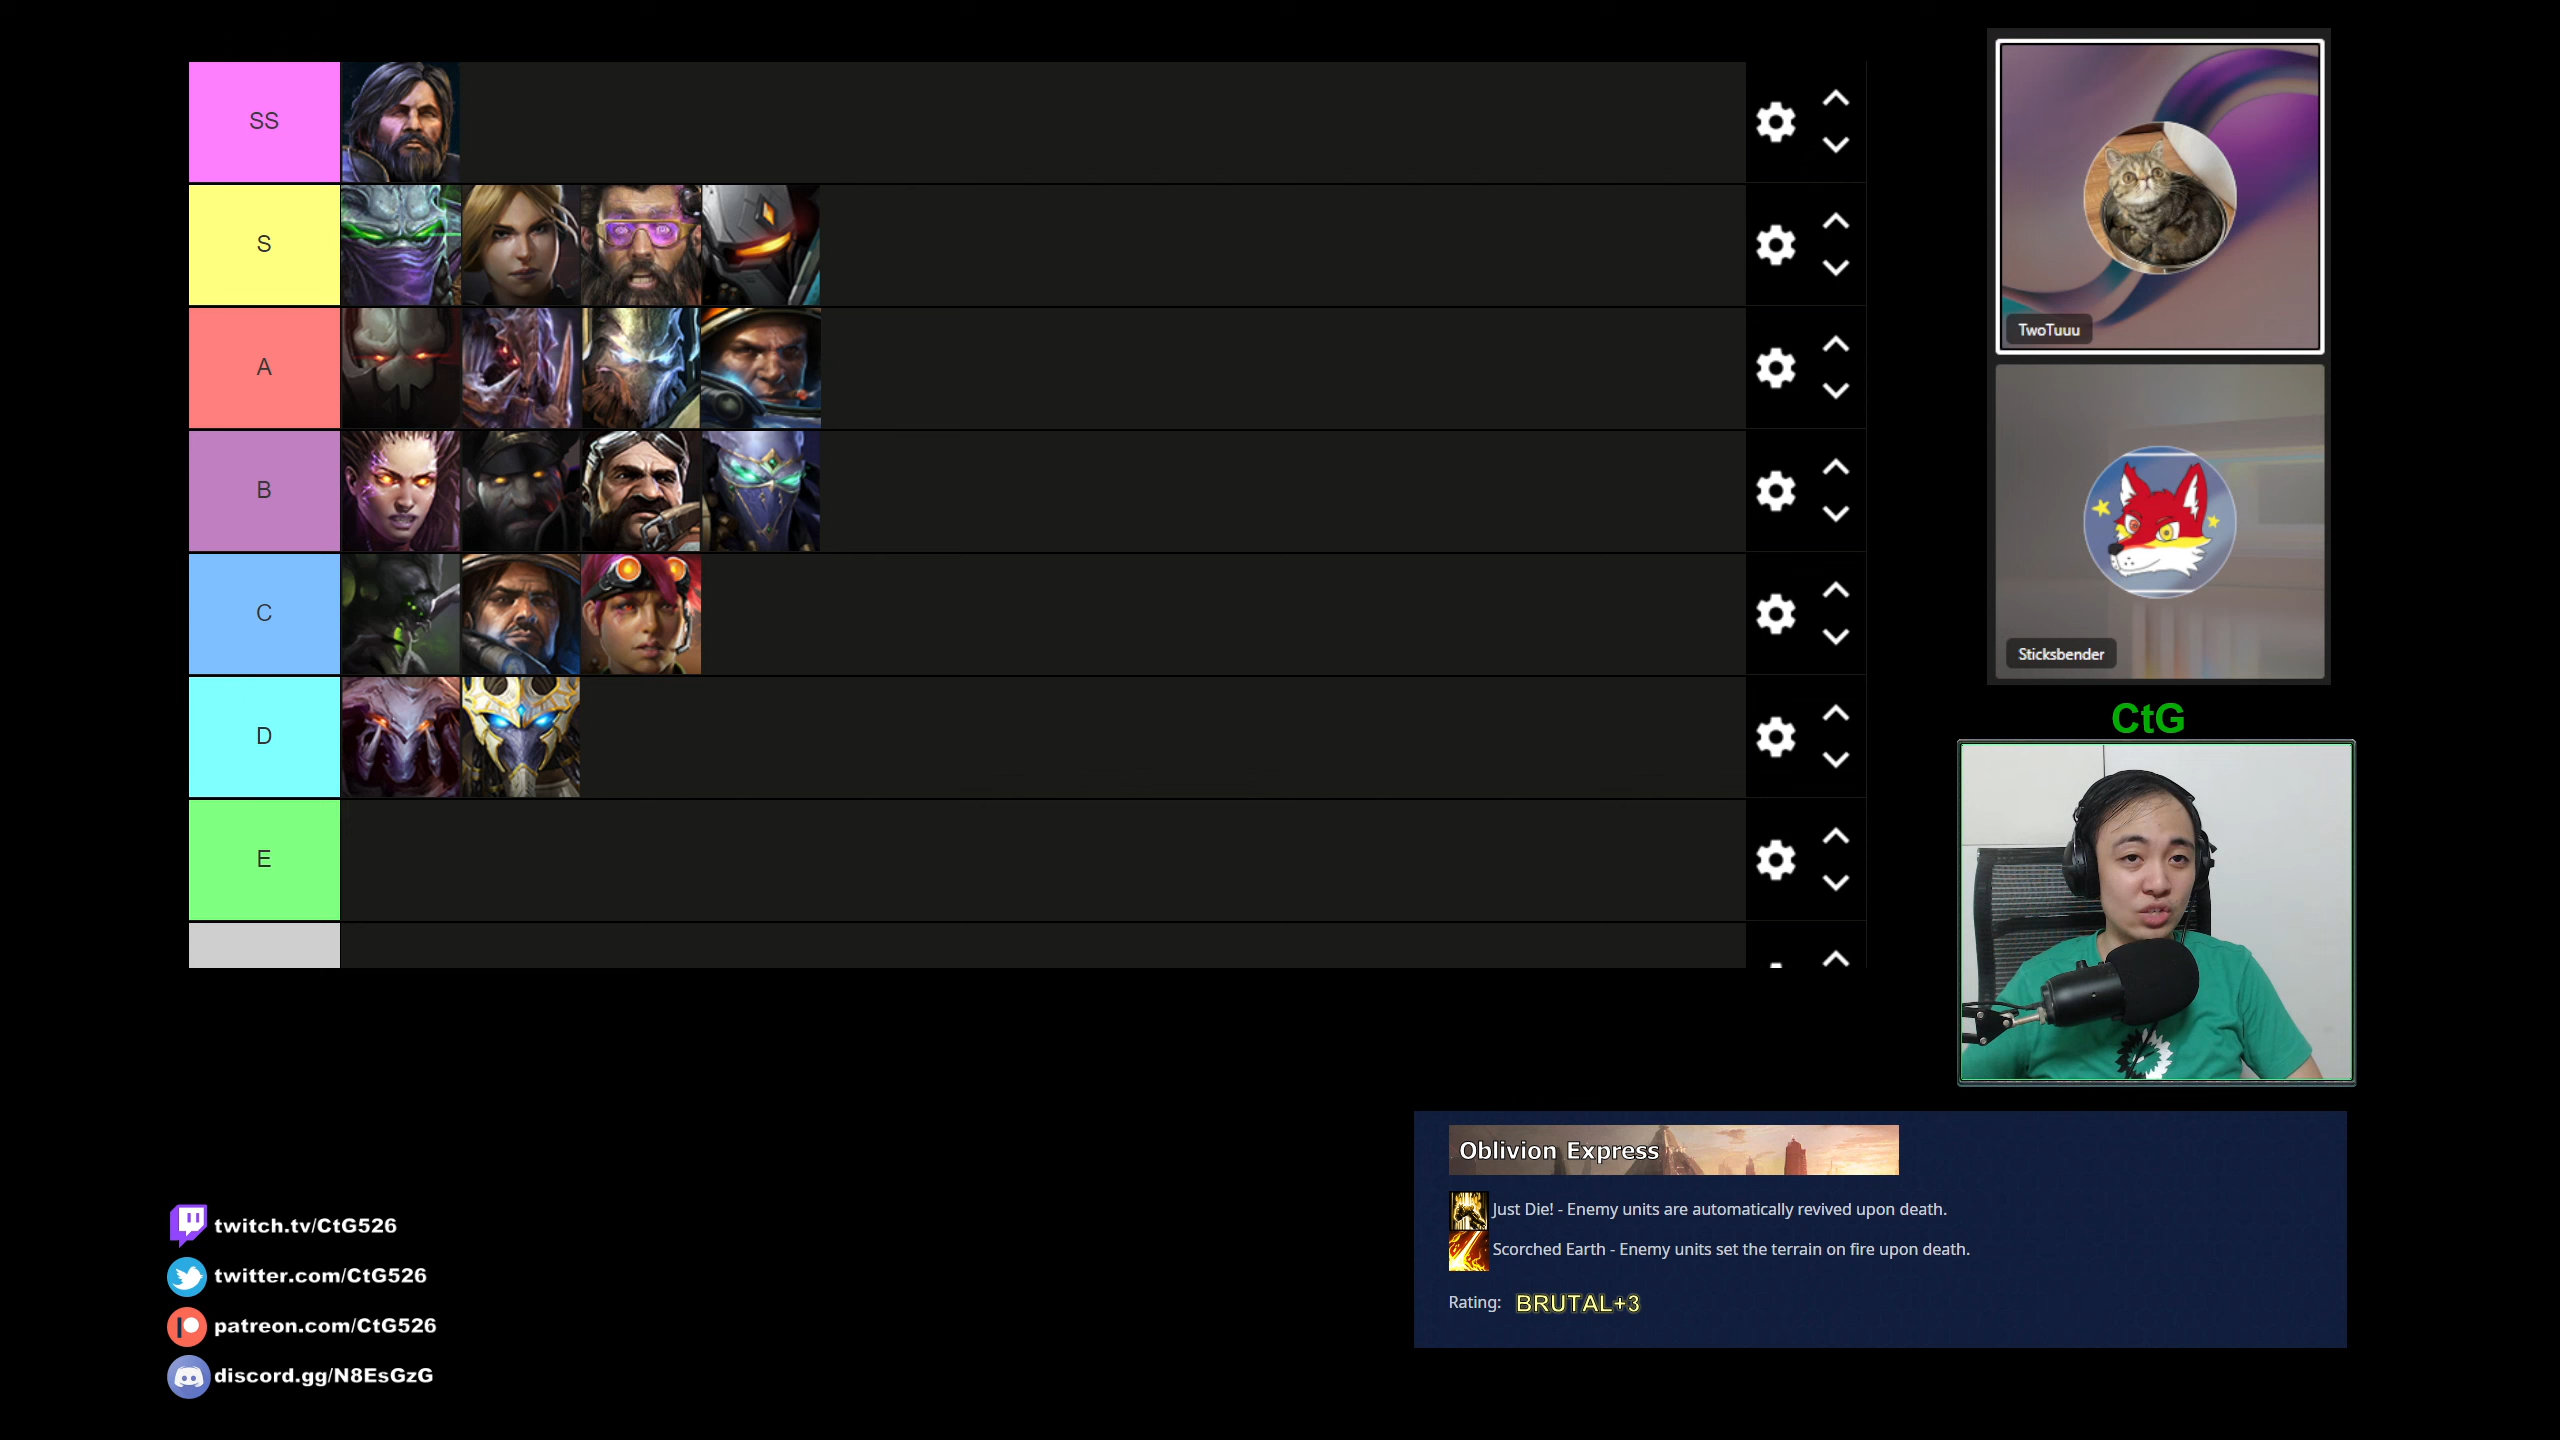 SS
S
A
B
C
D
E
TwoTuuu
Sticksbender
CtG
Oblivion Express
Just Die! - Enemy units are automatically revived upon death.
Scorched Earth - Enemy units set the terrain on fire upon death.
Rating: BRUTAL+3
twitch.tv/CtG526
twitter.com/CtG526
patreon.com/CtG526
discord.gg/N8EsGzG